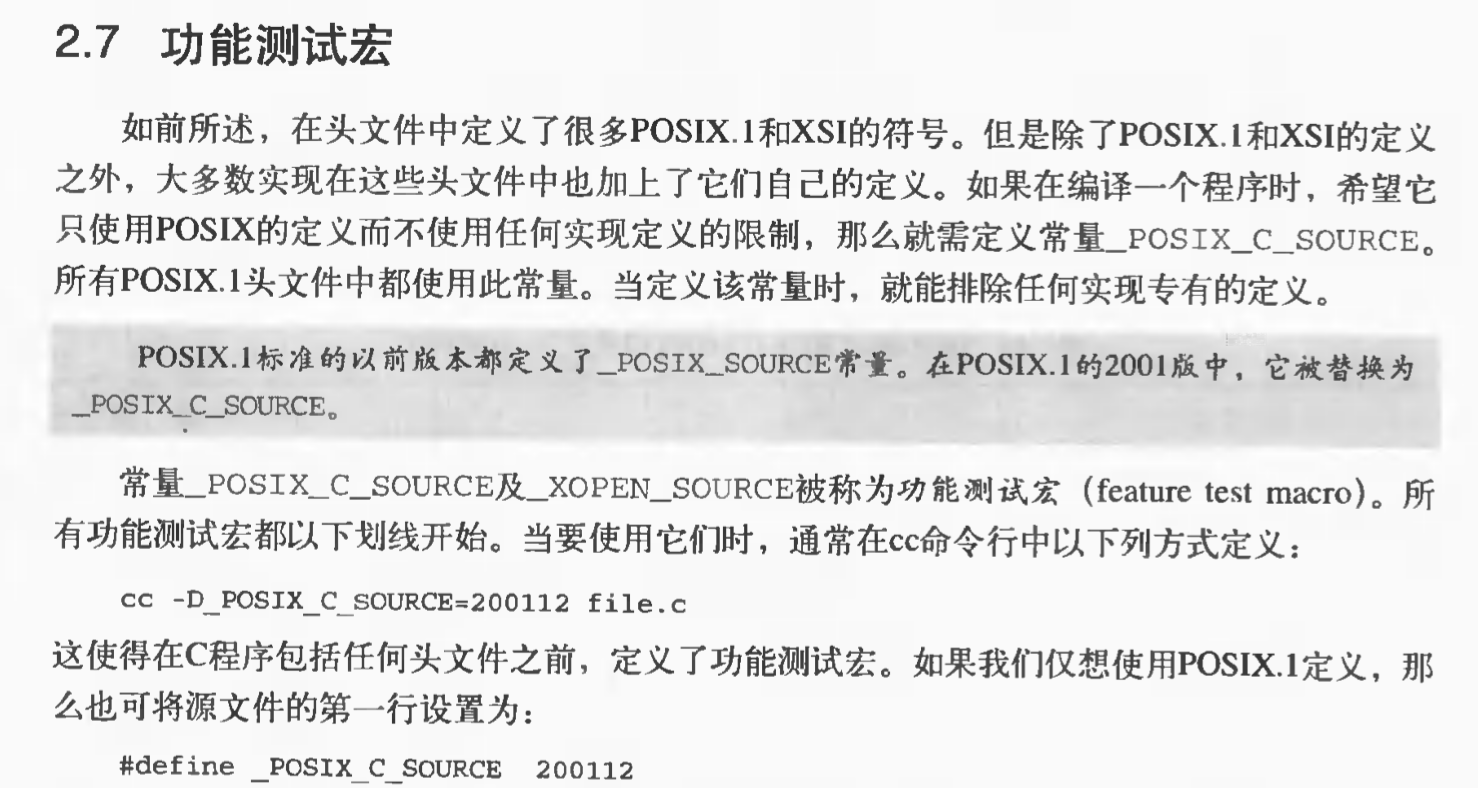 2.7 功能测试宏
如前所述，在头文件中定义了很多POSIX.1和XSI的符号。但是除了POSIX.1和XSI的定义
之外，大多数实现在这些头文件中也加上了它们自己的定义。如果在编译一个程序时，希望它
只使用POSIX的定义而不使用任何实现定义的限制，那么就需定义常量_POSIX_C_SOURCE。
所有POSIX.1头文件中都使用此常量。当定义该常量时，就能排除任何实现专有的定义。
POSIX.1标准的以前版本都定义了_POSIX_SOURCE常量。在POSIX.1的2001版中，它被替换为
_POSIX_C_SOURCE。
常量_POSIX_C_SOURCE及_XOPEN_SOURCE被称为功能测试宏（feature test macro）。所
有功能测试宏都以下划线开始。当要使用它们时，通常在cc命令行中以下列方式定义：
cc -D_POSIX_C_SOURCE=200112 file.c
这使得在C程序包括任何头文件之前，定义了功能测试宏。如果我们仅想使用POSIX.1定义，那
么也可将源文件的第一行设置为：
#define _POSIX_C_SOURCE 200112